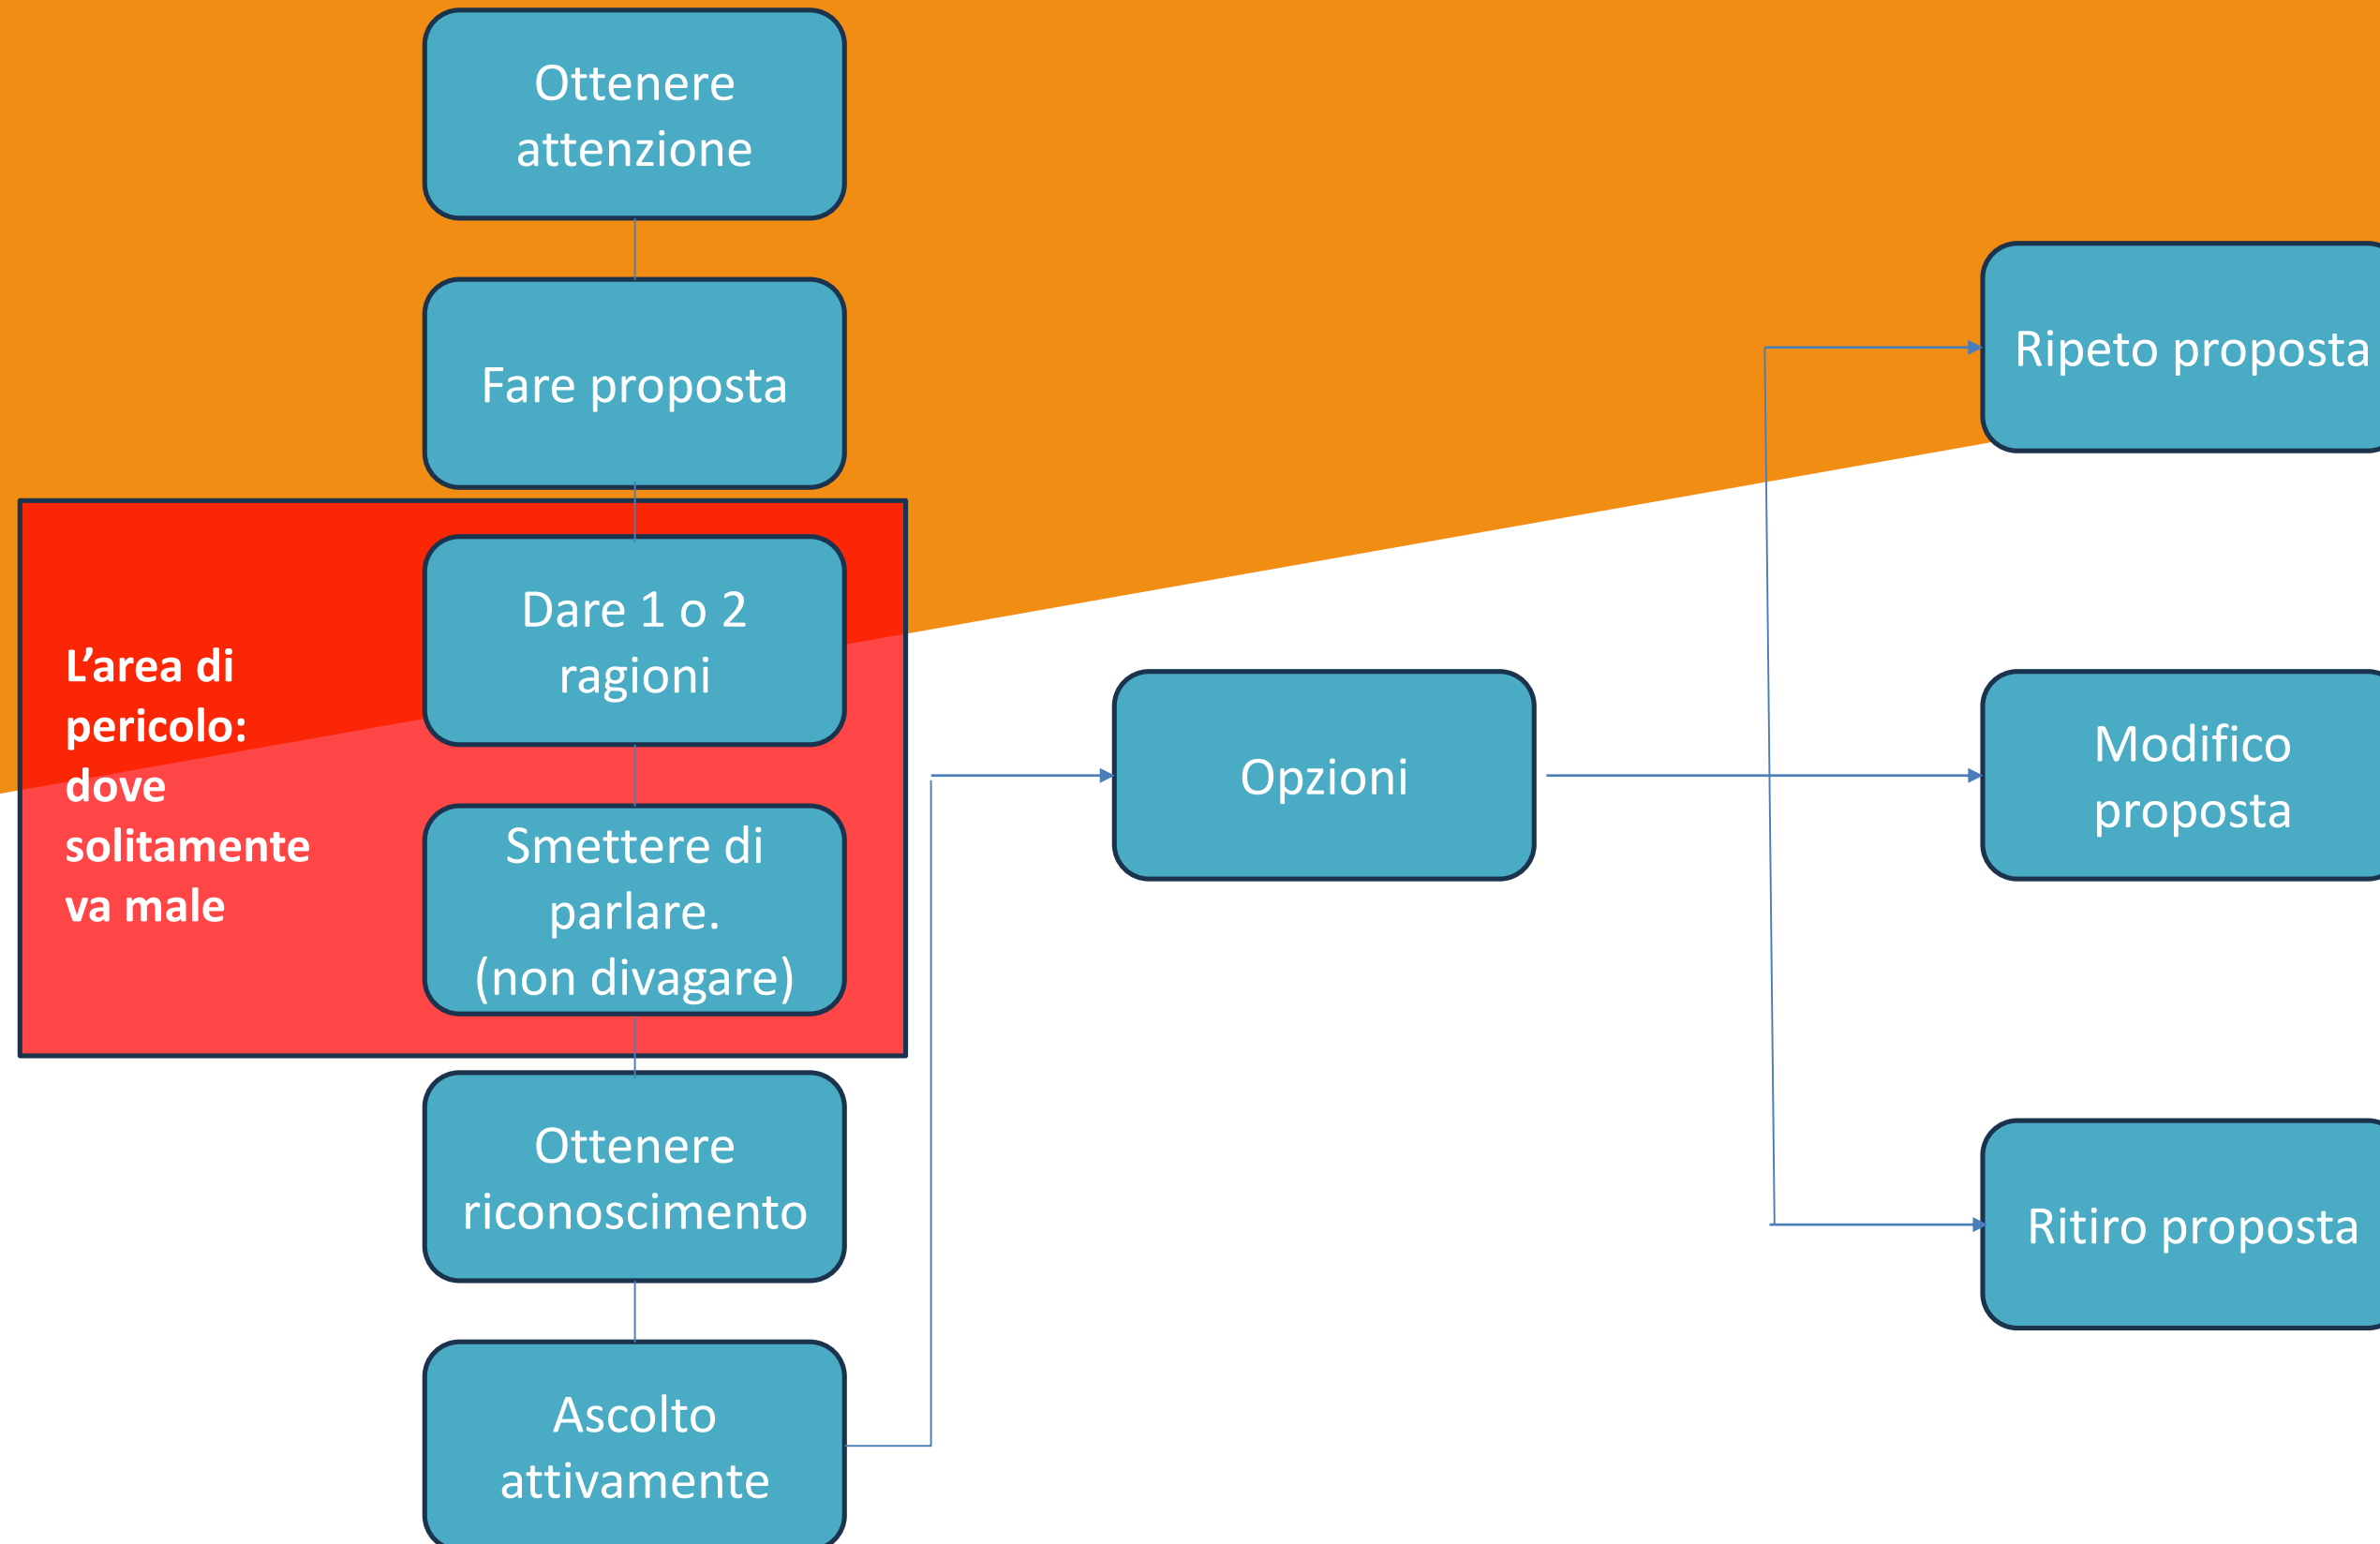 Ottenere
attenzione
Fare proposta
Dare 1 o 2
ragioni
L'area di
pericolo:
dove
solitamente
va male
Smettere di
parlare.
(non divagare)
Ottenere
riconoscimento
Ascolto
attivamente
Opzioni
Ripeto proposta
Modifico
proposta
Ritiro proposta